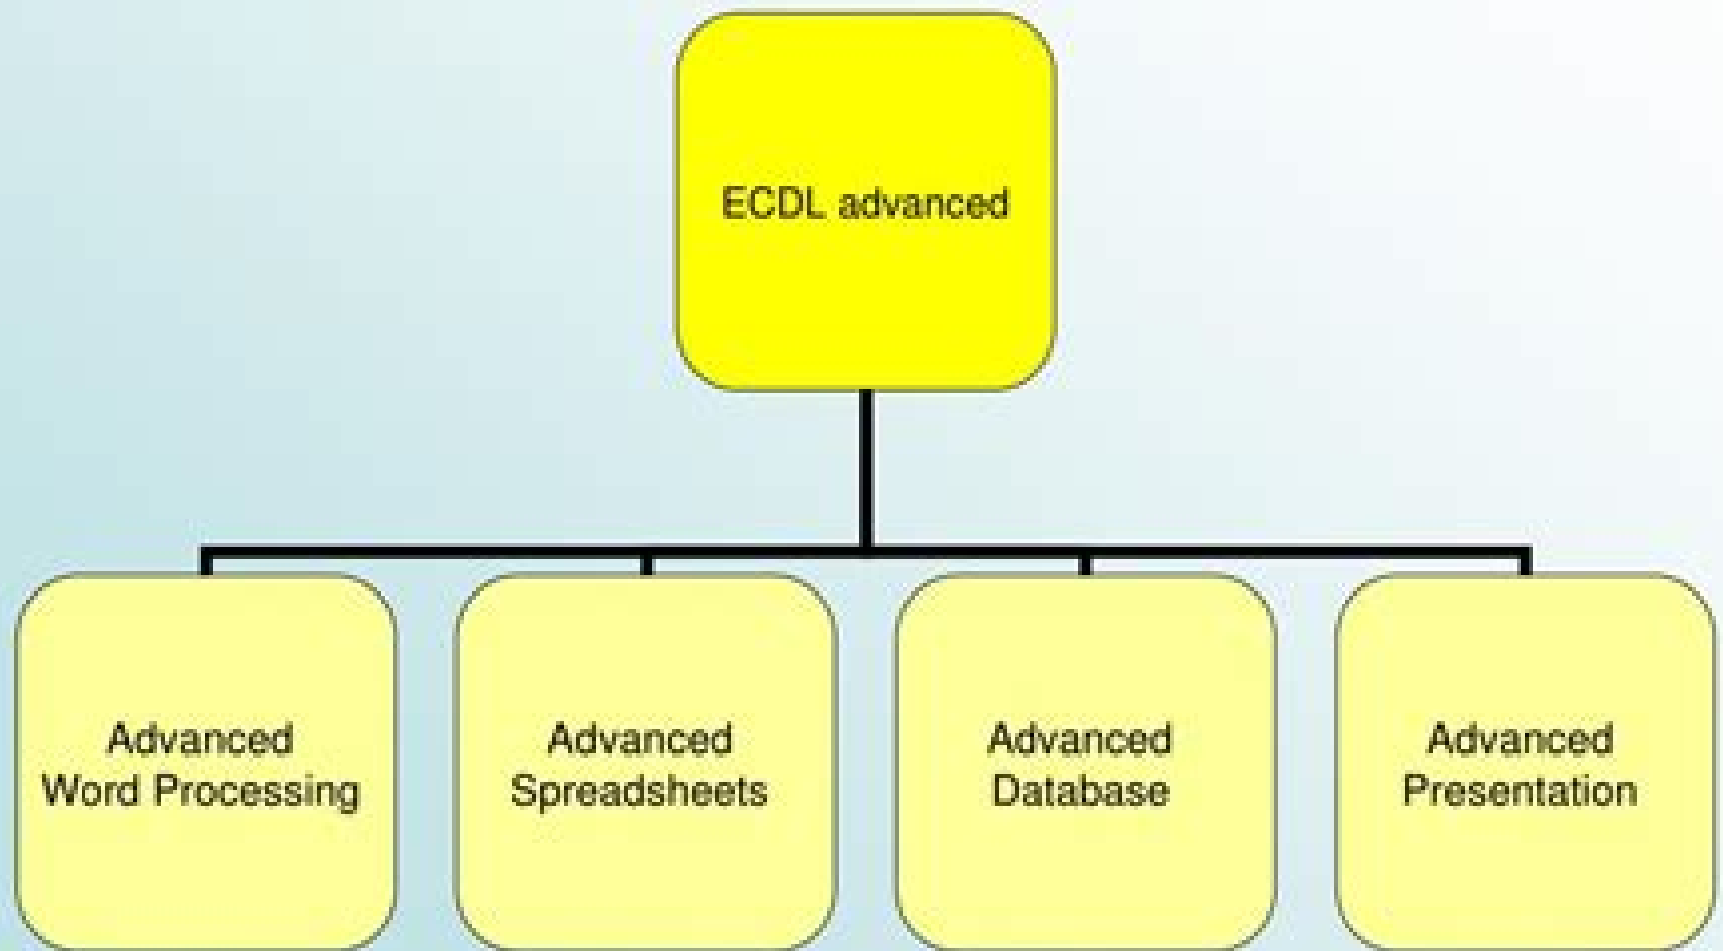 ECDL advanced
Advanced
Word Processing
Advanced
Spreadsheets
Advanced
Database
Advanced
Presentation